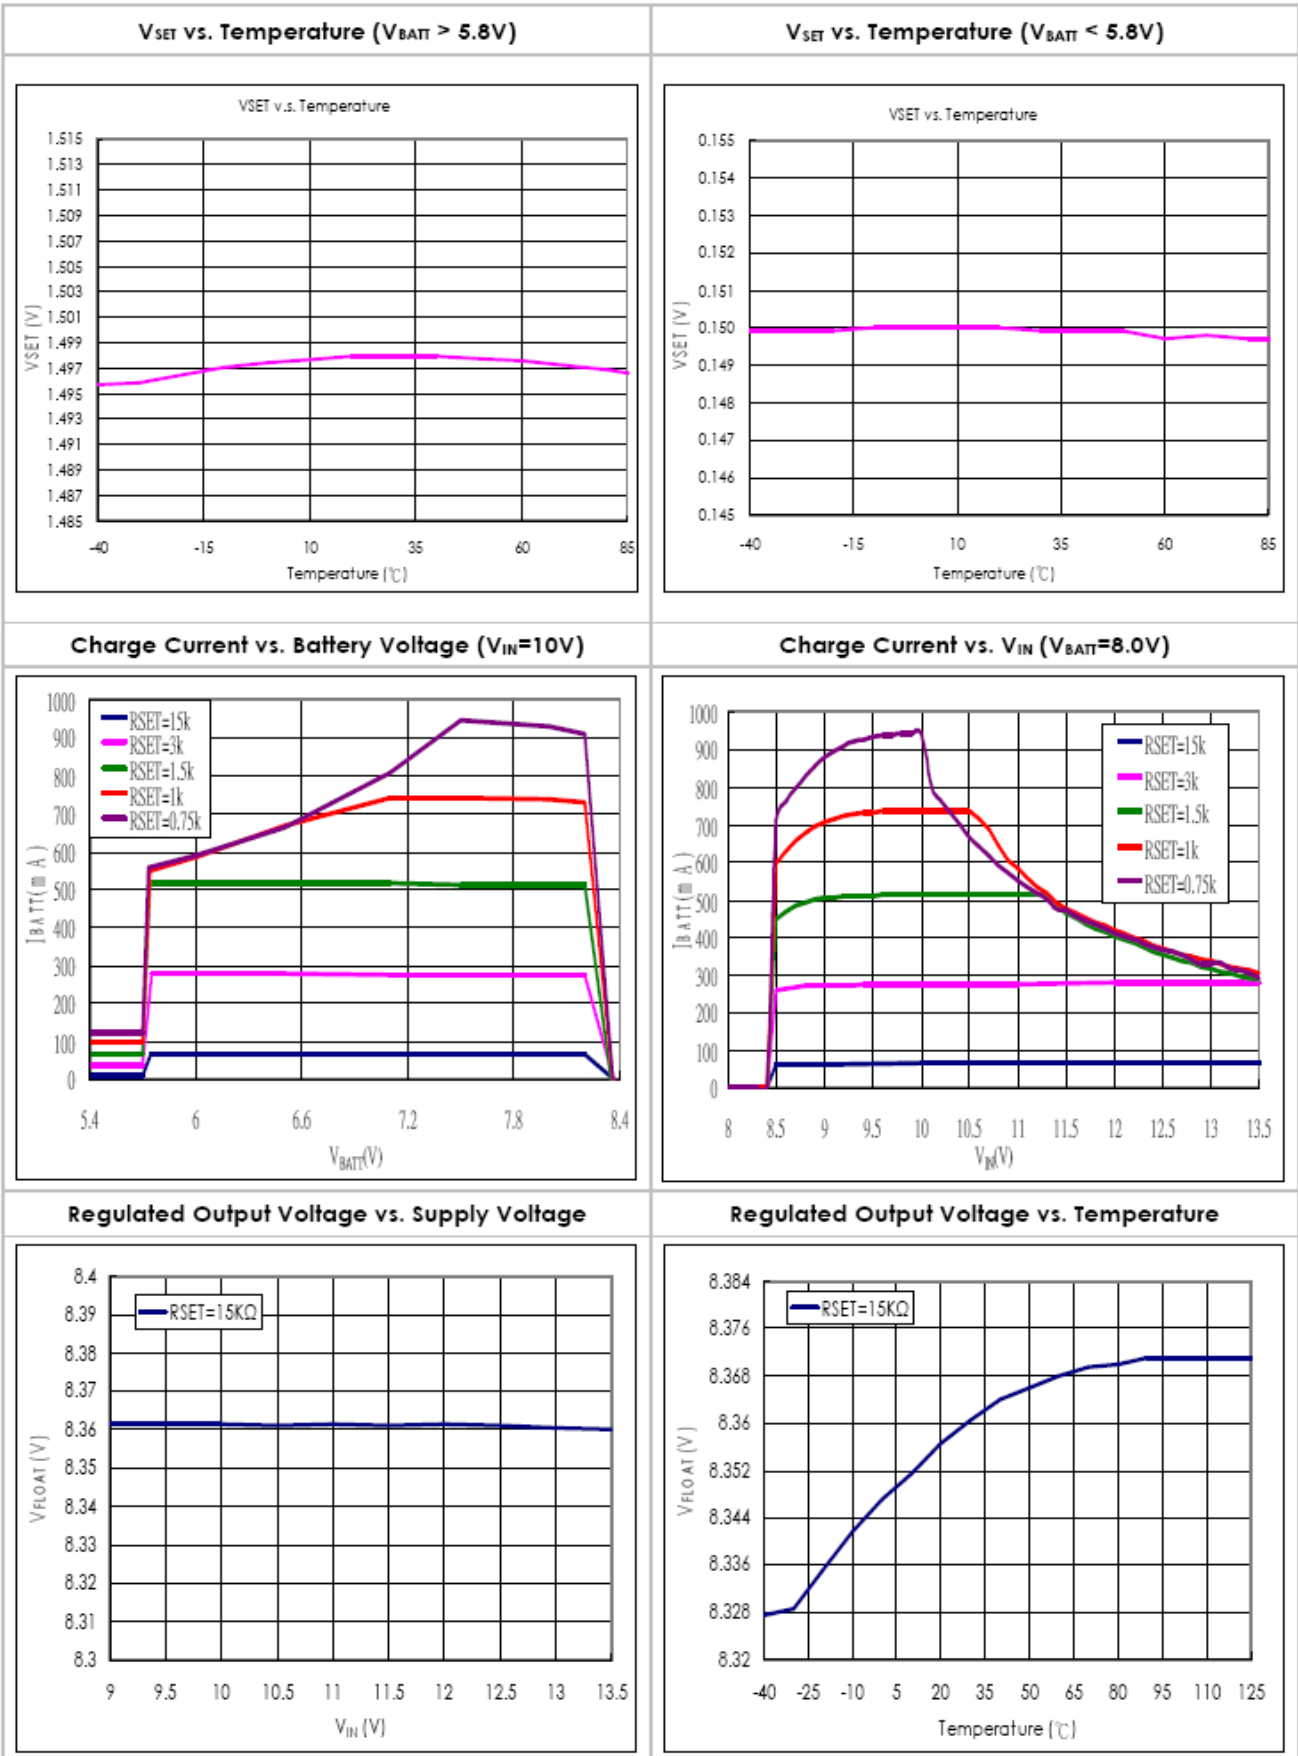 VSET vs. Temperature (VBATT > 5.8V)
VSET vs. Temperature (VBATT < 5.8V)
VSET v.s. Temperature
1.515
1.513
1.511
1.509
1.507
1.505
1.503
1.501
1.499
1.497
1.495
1.493
1.491
1.489
1.487
1.485
VSET (V)
-40 -15 10 35 60 85
Temperature (℃)
VSET vs. Temperature
0.155
0.154
0.153
0.152
0.151
0.150
0.149
0.148
0.147
0.146
0.145
VSET (V)
-40 -15 10 35 60 85
Temperature (℃)
Charge Current vs. Battery Voltage (VIN=10V)
Charge Current vs. VIN (VBATT=8.0V)
1000
900
800
700
600
500
400
300
200
100
0
IBATT(mA)
RSET=15k
RSET=3k
RSET=1.5k
RSET=1k
RSET=0.75k
5.4 6 6.6 7.2 7.8 8.4
VBATT(V)
1000
900
800
700
600
500
400
300
200
100
0
IBATT(mA)
RSET=15k
RSET=3k
RSET=1.5k
RSET=1k
RSET=0.75k
8 8.5 9 9.5 10 10.5 11 11.5 12 12.5 13 13.5
VIN(V)
Regulated Output Voltage vs. Supply Voltage
Regulated Output Voltage vs. Temperature
8.4
8.39
8.38
8.37
8.36
8.35
8.34
8.33
8.32
8.31
8.3
VFLOAT (V)
RSET=15KΩ
9 9.5 10 10.5 11 11.5 12 12.5 13 13.5
VIN (V)
8.384
8.376
8.368
8.36
8.352
8.344
8.336
8.328
8.32
VFLOAT (V)
RSET=15KΩ
-40 -25 -10 5 20 35 50 65 80 95 110 125
Temperature (℃)